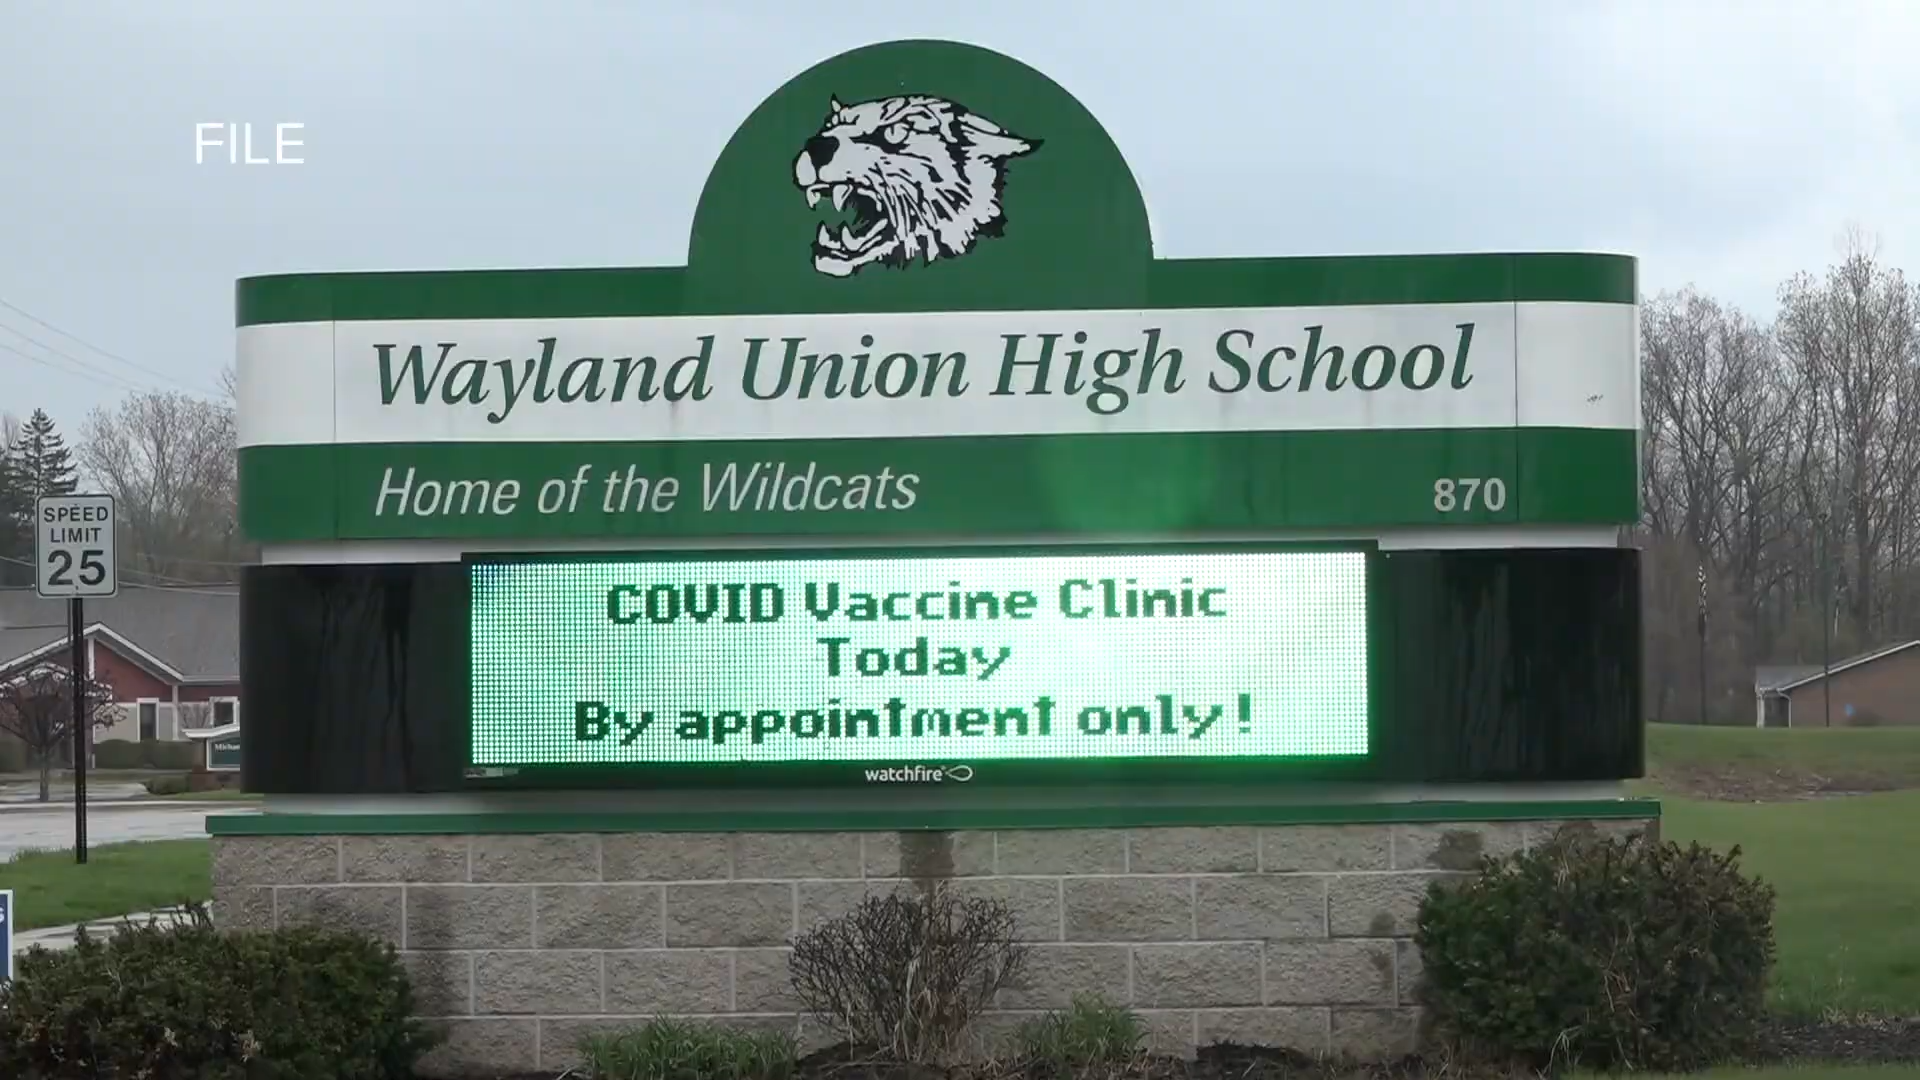 FILE
Wayland Union High School
Home of the Wildcats
870
SPEED
LIMIT
25
COVID Vaccine Clinic
Today
By appointment only!
watchfire